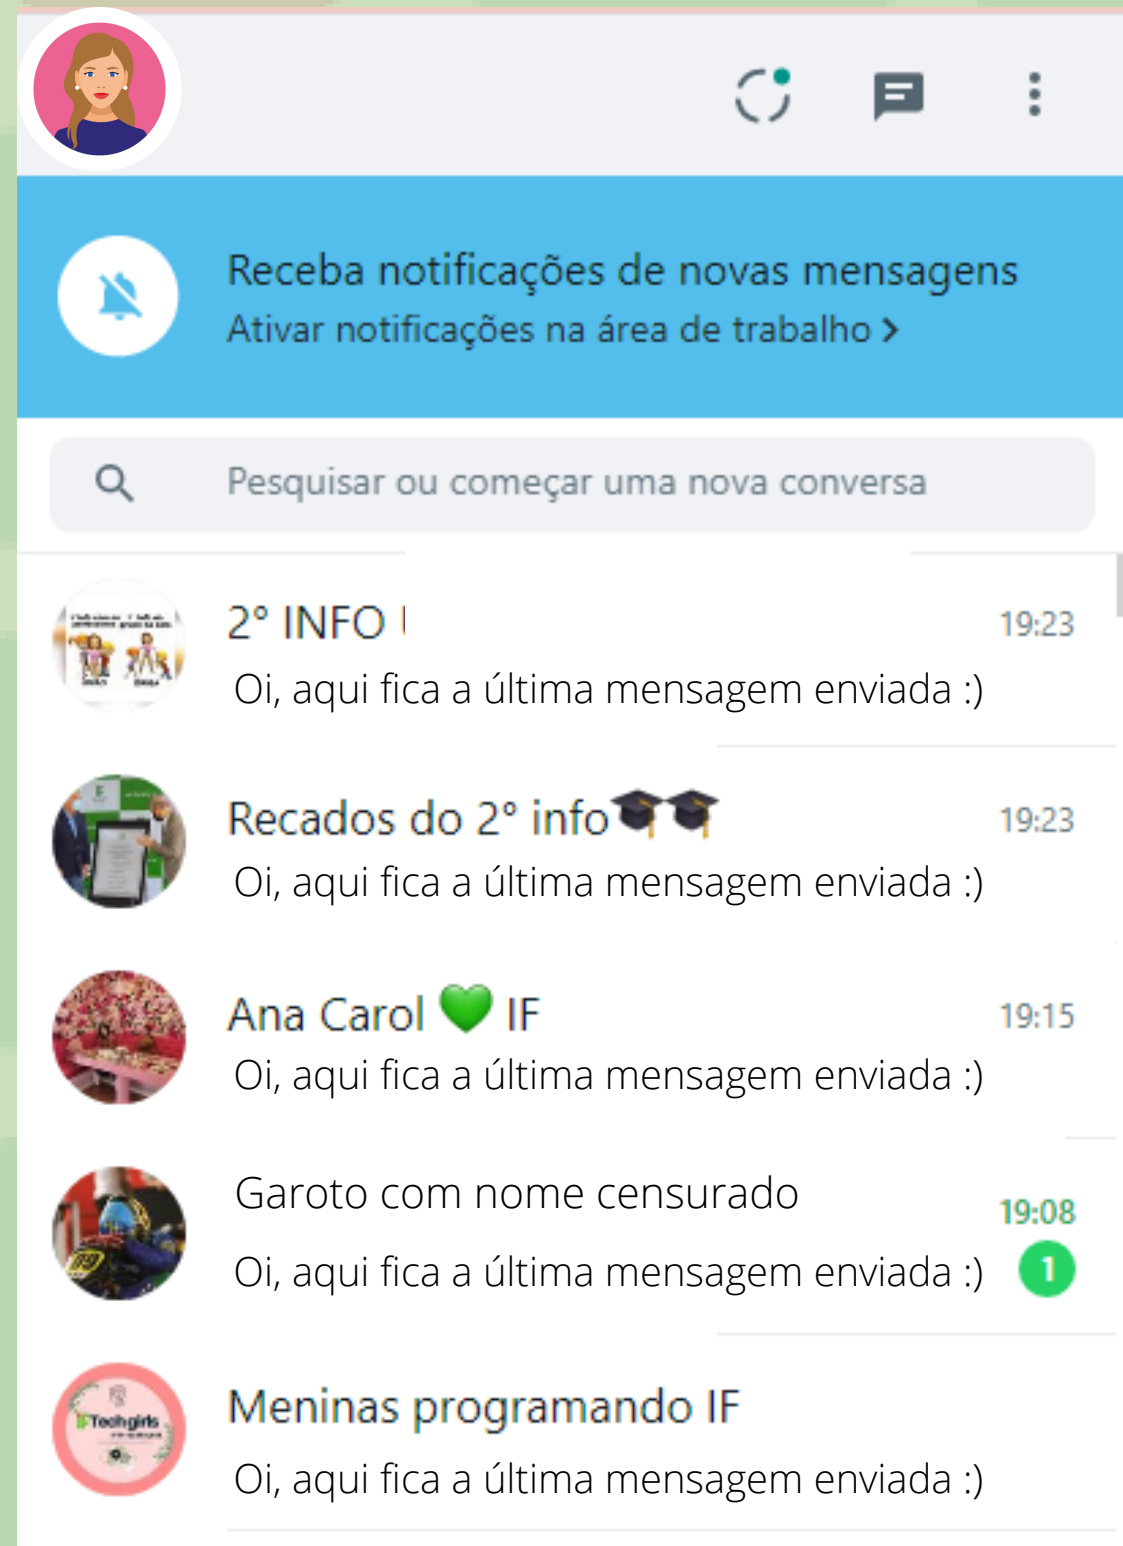 Receba notificações de novas mensagens
Ativar notificações na área de trabalho >
Pesquisar ou começar uma nova conversa
2º INFO
19:23
Oi, aqui fica a última mensagem enviada :)
Recados do 2º info🎓🎓
19:23
Oi, aqui fica a última mensagem enviada :)
Ana Carol 💚 IF
19:15
Oi, aqui fica a última mensagem enviada :)
Garoto com nome censurado
19:08
Oi, aqui fica a última mensagem enviada :)
1
Meninas programando IF
IFTechgirls
Oi, aqui fica a última mensagem enviada :)